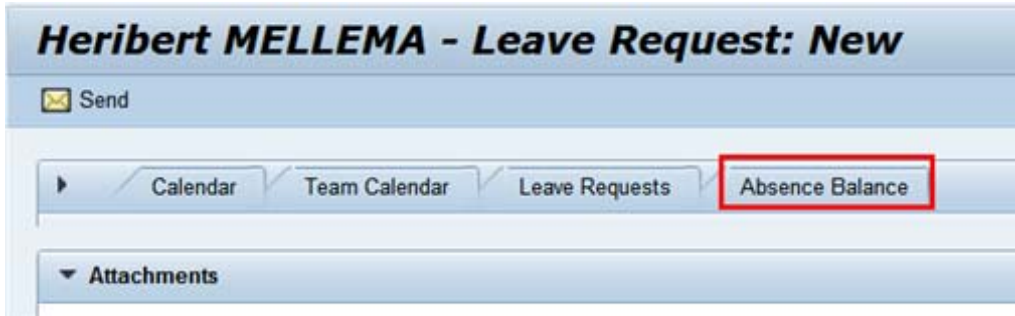 Heribert MELLEMA - Leave Request: New
Send
Calendar Team Calendar Leave Requests Absence Balance
Attachments